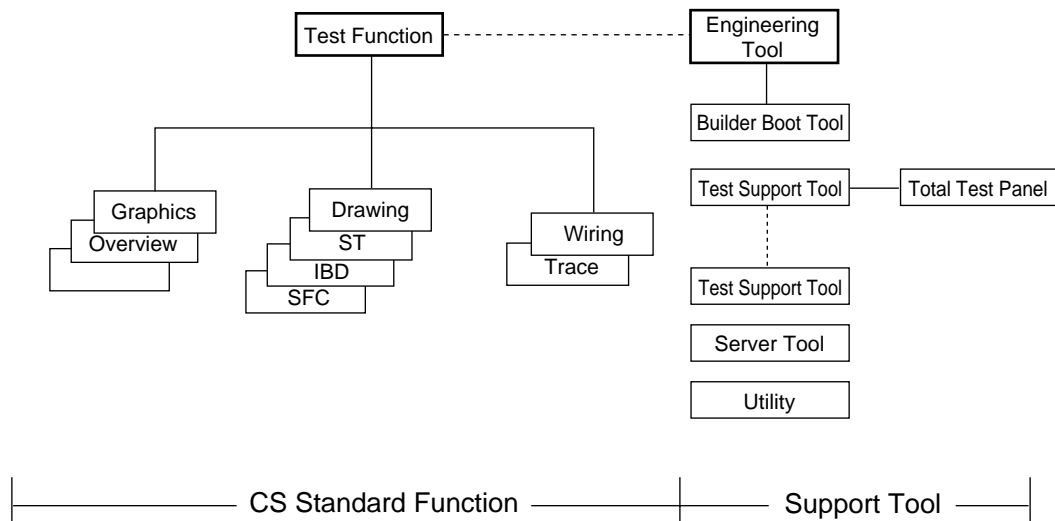 Test Function
Engineering
Tool
Builder Boot Tool
Test Support Tool
Total Test Panel
Graphics
Overview
Drawing
ST
IBD
SFC
Wiring
Trace
Test Support Tool
Server Tool
Utility
CS Standard Function
Support Tool